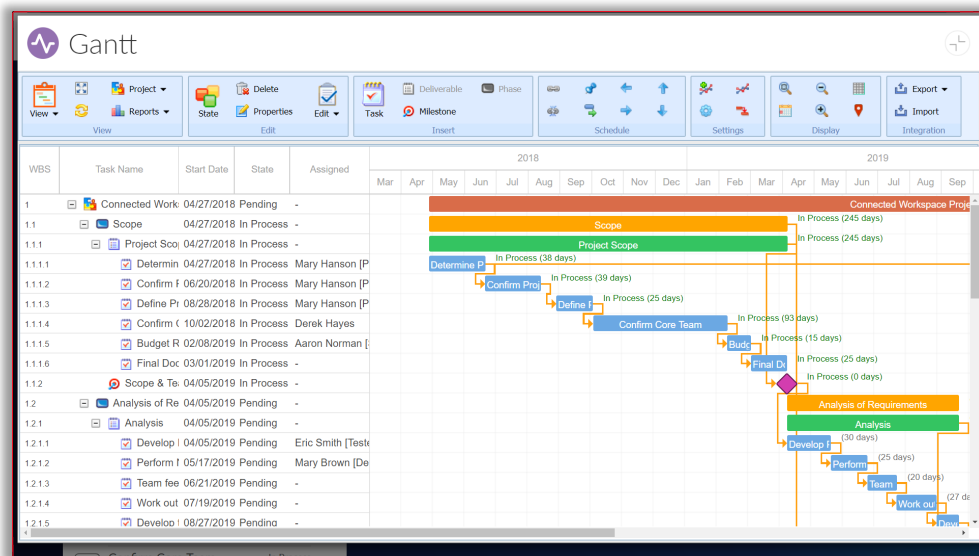 Gantt
View
Project
Reports
View
State
Delete
Properties
Edit
Edit
Task
Deliverable
Phase
Milestone
Insert
Schedule
Settings
Display
Export
Import
Integration
WBS Task Name Start Date State Assigned
2018 2019
Mar Apr May Jun Jul Aug Sep Oct Nov Dec Jan Feb Mar Apr May Jun Jul Aug Sep
1 Connected Works 04/27/2018 Pending - Connected Workspace Proje
1.1 Scope 04/27/2018 In Process - Scope In Process (245 days)
1.1.1 Project Scop 04/27/2018 In Process - Project Scope In Process (245 days)
1.1.1.1 Determin 04/27/2018 In Process Mary Hanson [P Determine P In Process (38 days)
1.1.1.2 Confirm F 06/20/2018 In Process Mary Hanson [P Confirm Proj In Process (39 days)
1.1.1.3 Define Pr 08/28/2018 In Process Mary Hanson [P Define P In Process (25 days)
1.1.1.4 Confirm C 10/02/2018 In Process Derek Hayes Confirm Core Team In Process (93 days)
1.1.1.5 Budget R 02/08/2019 In Process Aaron Norman [ Budg In Process (15 days)
1.1.1.6 Final Doc 03/01/2019 In Process - Final Do In Process (25 days)
1.1.2 Scope & Tea 04/05/2019 In Process - In Process (0 days)
1.2 Analysis of Re 04/05/2019 Pending - Analysis of Requirements
1.2.1 Analysis 04/05/2019 Pending - Analysis
1.2.1.1 Develop 04/05/2019 Pending Eric Smith [Teste Develop (30 days)
1.2.1.2 Perform 05/17/2019 Pending Mary Brown [De Perform (25 days)
1.2.1.3 Team fee 06/21/2019 Pending - Team (20 days)
1.2.1.4 Work out 07/19/2019 Pending - Work ou (27 da
1.2.1.5 Develop 08/27/2019 Pending -